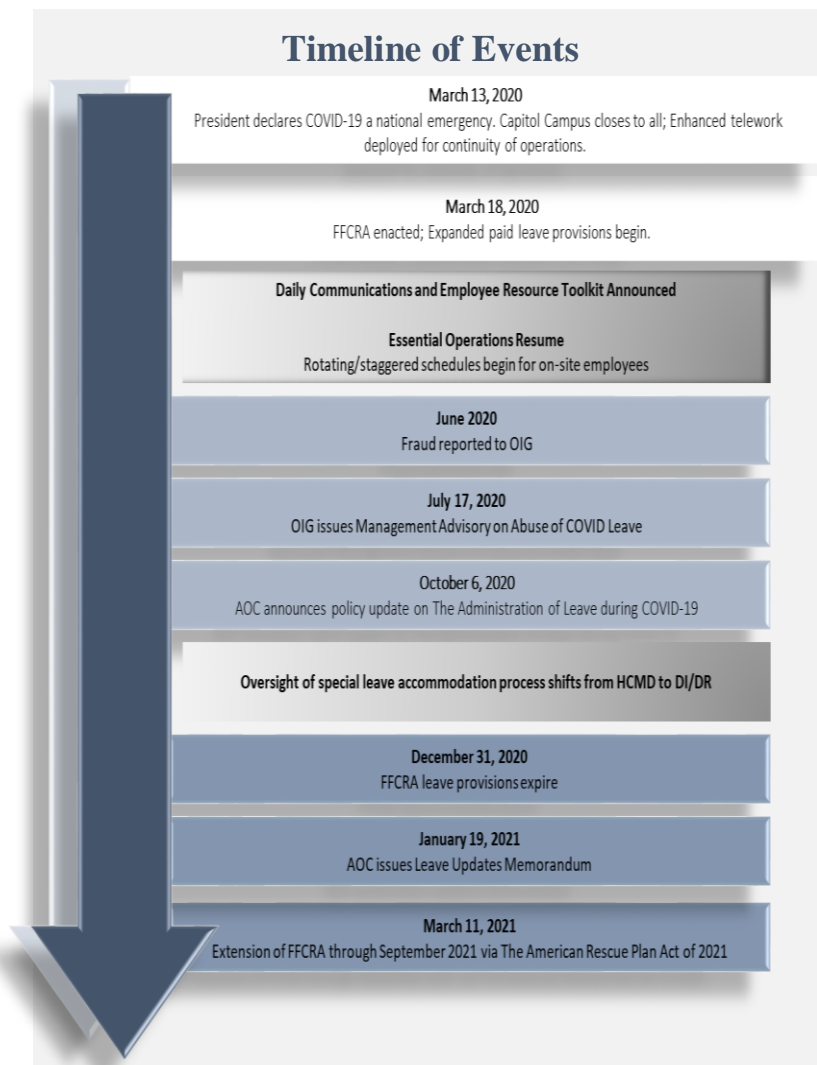 Timeline of Events
March 13, 2020
President declares COVID-19 a national emergency. Capitol Campus closes to all; Enhanced telework
deployed for continuity of operations.
March 18, 2020
FFCRA enacted; Expanded paid leave provisions begin.
Daily Communications and Employee Resource Toolkit Announced
Essential Operations Resume
Rotating/staggered schedules begin for on-site employees
June 2020
Fraud reported to OIG
July 17, 2020
OIG issues Management Advisory on Abuse of COVID Leave
October 6, 2020
AOC announces policy update on The Administration of Leave during COVID-19
Oversight of special leave accommodation process shifts from HCMD to DI/DR
December 31, 2020
FFCRA leave provisions expire
January 19, 2021
AOC issues Leave Updates Memorandum
March 11, 2021
Extension of FFCRA through September 2021 via The American Rescue Plan Act of 2021